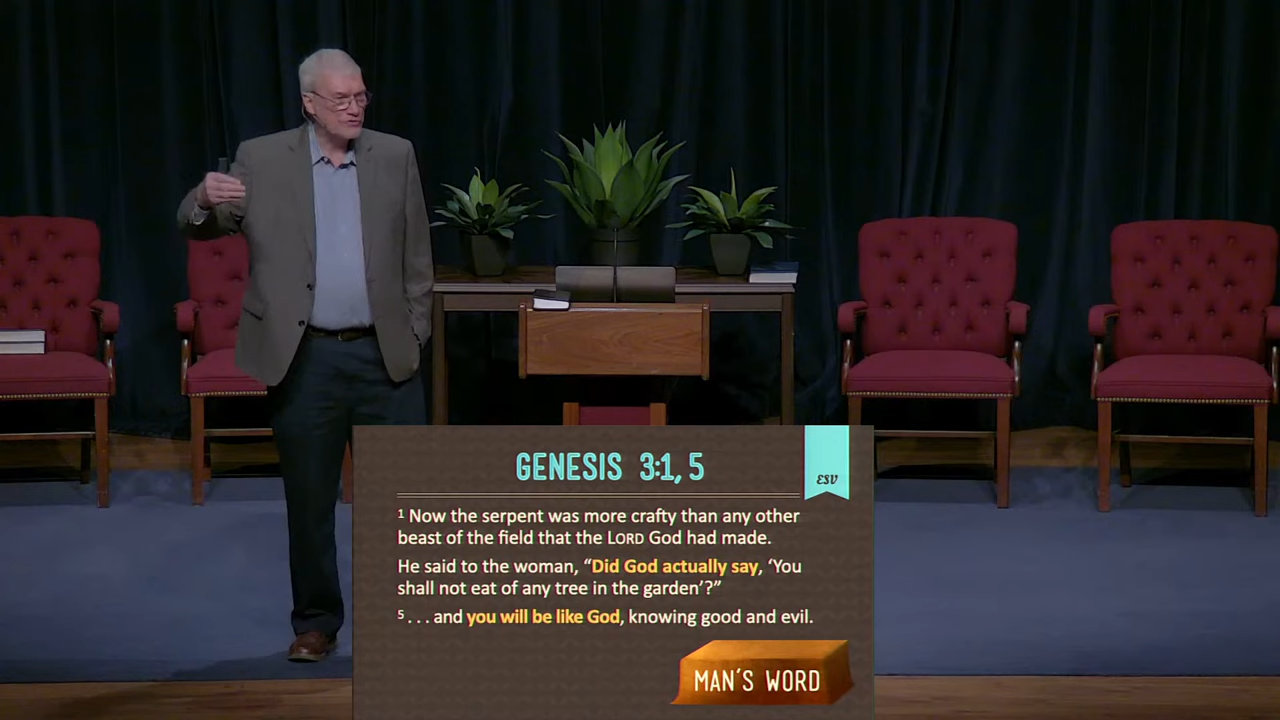 GENESIS 3:1, 5
ESV
1 Now the serpent was more crafty than any other
beast of the field that the LORD God had made.
He said to the woman, “Did God actually say, ‘You
shall not eat of any tree in the garden’?”
5 . . . and you will be like God, knowing good and evil.
MAN'S WORD